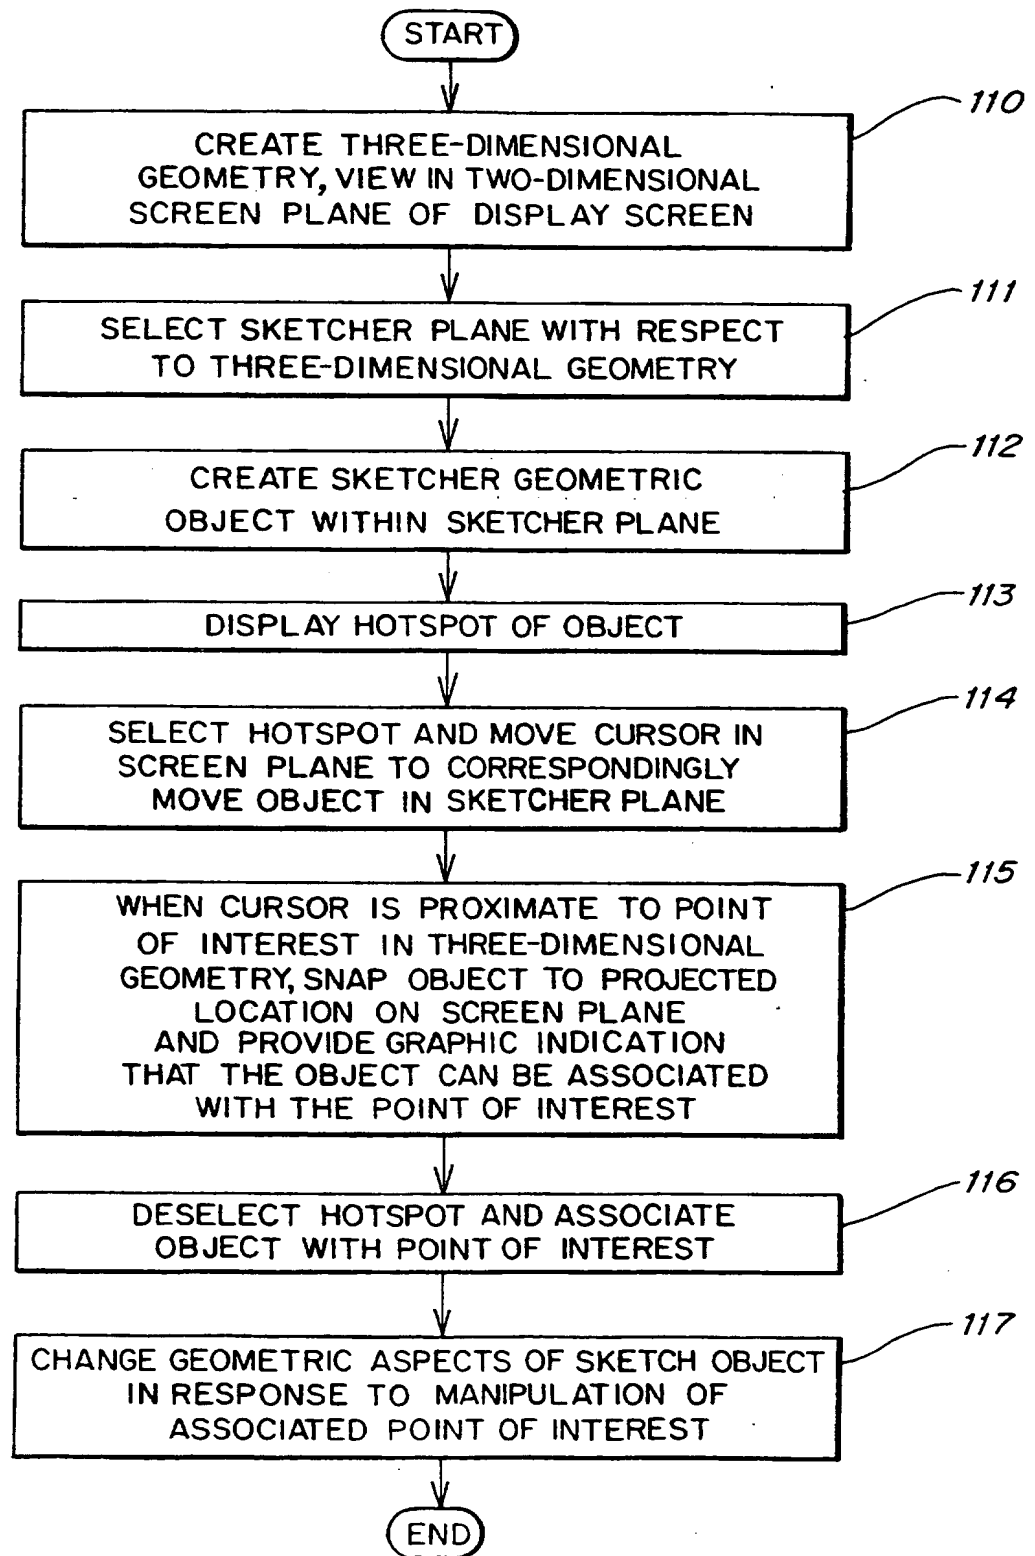 START
110
CREATE THREE-DIMENSIONAL
GEOMETRY, VIEW IN TWO-DIMENSIONAL
SCREEN PLANE OF DISPLAY SCREEN
111
SELECT SKETCHER PLANE WITH RESPECT
TO THREE-DIMENSIONAL GEOMETRY
112
CREATE SKETCHER GEOMETRIC
OBJECT WITHIN SKETCHER PLANE
113
DISPLAY HOTSPOT OF OBJECT
114
SELECT HOTSPOT AND MOVE CURSOR IN
SCREEN PLANE TO CORRESPONDINGLY
MOVE OBJECT IN SKETCHER PLANE
115
WHEN CURSOR IS PROXIMATE TO POINT
OF INTEREST IN THREE-DIMENSIONAL
GEOMETRY, SNAP OBJECT TO PROJECTED
LOCATION ON SCREEN PLANE
AND PROVIDE GRAPHIC INDICATION
THAT THE OBJECT CAN BE ASSOCIATED
WITH THE POINT OF INTEREST
116
DESELECT HOTSPOT AND ASSOCIATE
OBJECT WITH POINT OF INTEREST
117
CHANGE GEOMETRIC ASPECTS OF SKETCH OBJECT
IN RESPONSE TO MANIPULATION OF
ASSOCIATED POINT OF INTEREST
END